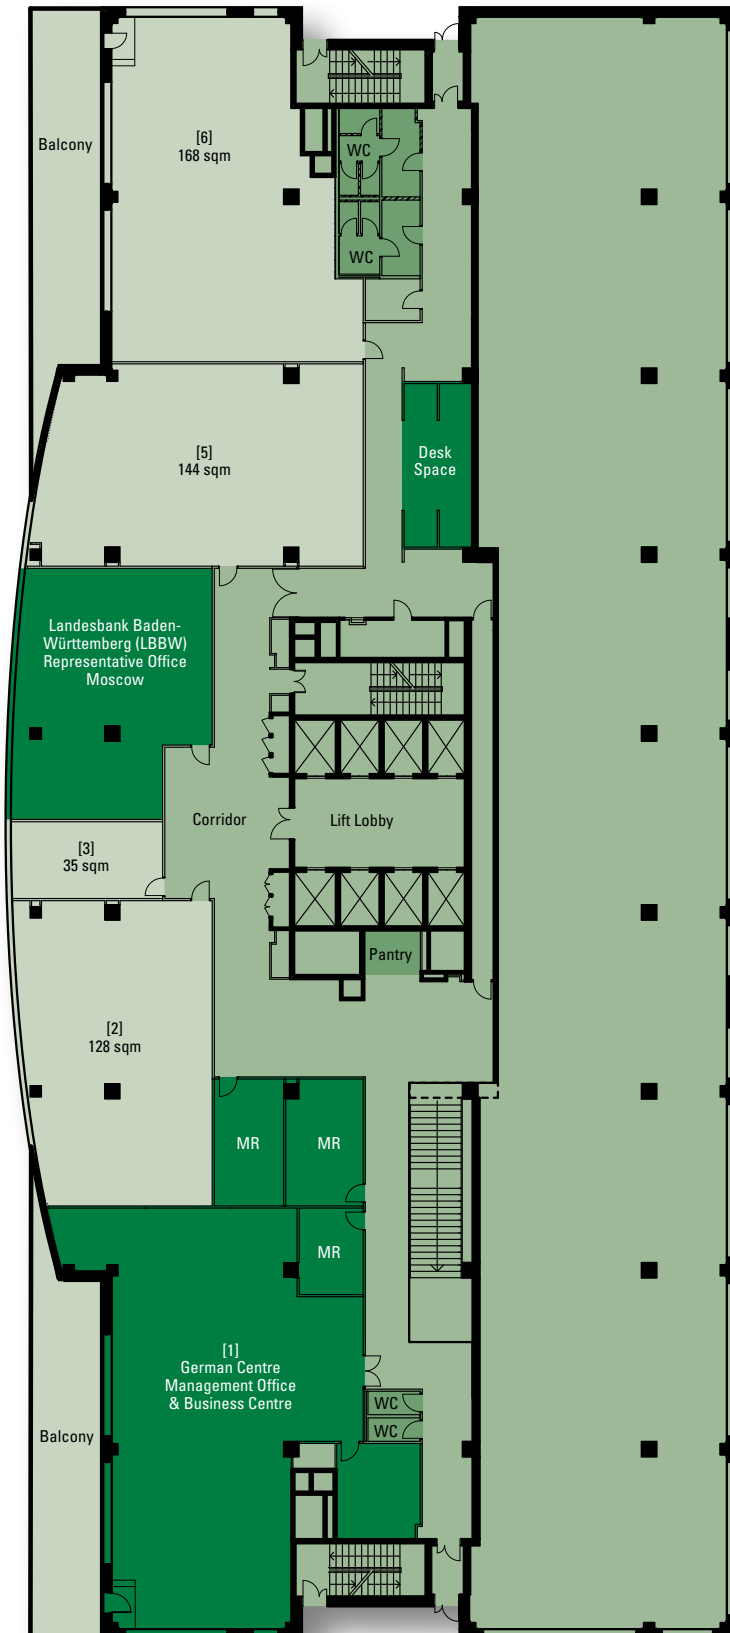 Balcony
[6]
168 sqm
WC
WC
[5]
144 sqm
Desk
Space
Landesbank Baden-
Württemberg (LBBW)
Representative Office
Moscow
Corridor
Lift Lobby
[3]
35 sqm
Pantry
[2]
128 sqm
MR
MR
MR
[1]
German Centre
Management Office
& Business Centre
WC
WC
Balcony